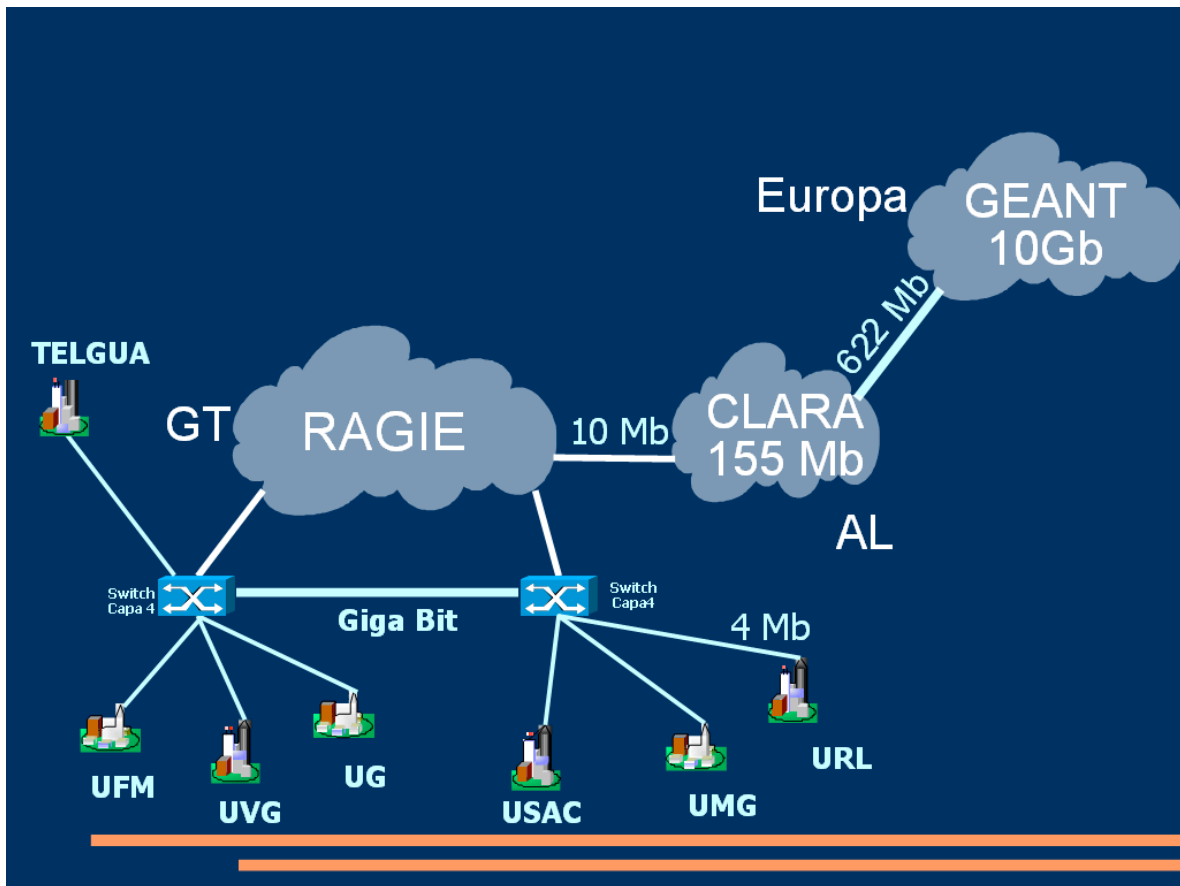 Europa
GEANT
10Gb
622 Mb
TELGUA
GT
RAGIE
10 Mb
CLARA
155 Mb
AL
Switch
Capa 4
Giga Bit
Switch
Capa4
4 Mb
UFM
UVG
UG
USAC
UMG
URL